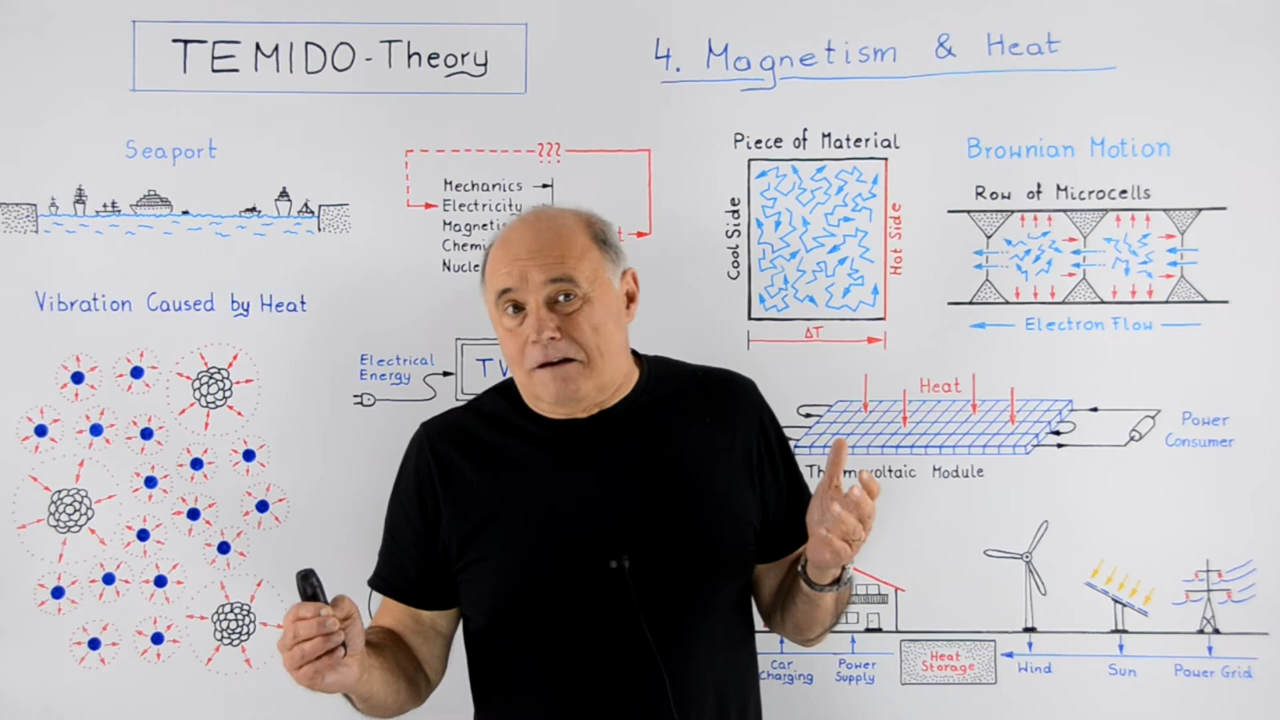 TEMIDO-Theory
4. Magnetism & Heat
Seaport
???
Mechanics
Electricity
Vibration Caused by Heat
Electrical
Energy
Piece of Material
Cool Side
Hot Side
ΔT
Brownian Motion
Row of Microcells
Electron Flow
Heat
Power
Consumer
Module
Car
Charging
Power
Supply
Heat
Storage
Wind
Sun
Power Grid